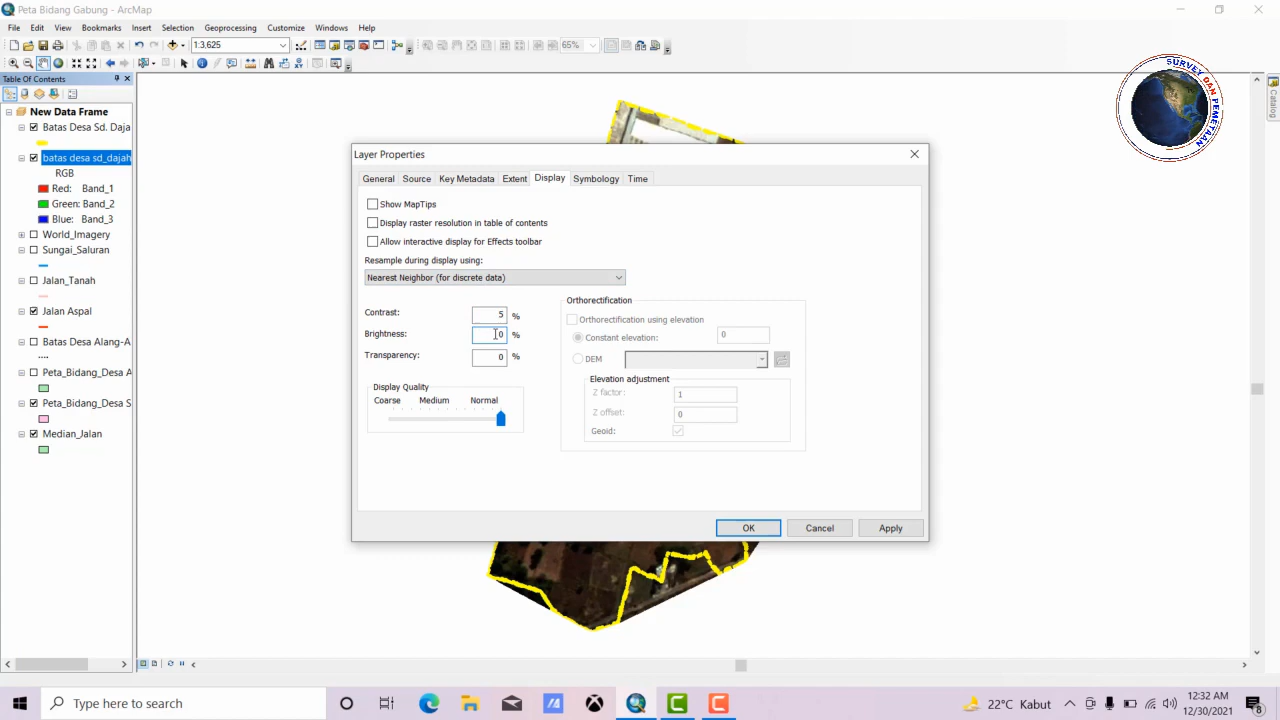 Peta Bidang Gabung - ArcMap
File Edit View Bookmarks Insert Selection Geoprocessing Customize Windows Help
1:3,625
65%
Table Of Contents
New Data Frame
Batas Desa Sd. Daja
batas desa sd_dajah
RGB
Red: Band_1
Green: Band_2
Blue: Band_3
World_Imagery
Sungai_Saluran
Jalan_Tanah
Jalan Aspal
Batas Desa Alang-A
Peta_Bidang_Desa A
Peta_Bidang_Desa S
Median_Jalan
Layer Properties
General Source Key Metadata Extent Display Symbology Time
Show MapTips
Display raster resolution in table of contents
Allow interactive display for Effects toolbar
Resample during display using:
Nearest Neighbor (for discrete data)
Contrast: 5 %
Brightness: 0 %
Transparency: 0 %
Display Quality
Coarse Medium Normal
Orthorectification
Orthorectification using elevation
Constant elevation: 0
DEM
Elevation adjustment
Z factor: 1
Z offset: 0
Geoid:
OK Cancel Apply
SURVEY DAN PEMETAAN
Catalog
Type here to search
22°C Kabut
12:32 AM
12/30/2021
8